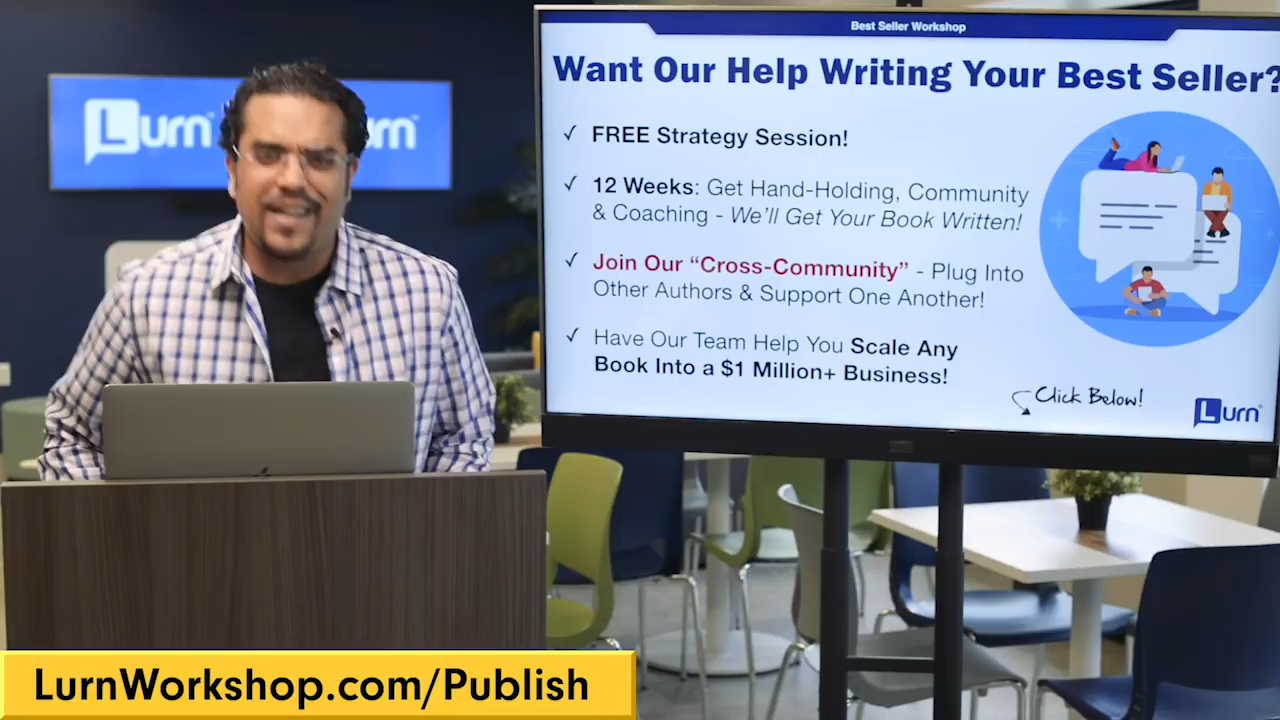 Best Seller Workshop
Want Our Help Writing Your Best Seller?
✓ FREE Strategy Session!
✓ 12 Weeks: Get Hand-Holding, Community
& Coaching - We'll Get Your Book Written!
✓ Join Our “Cross-Community” - Plug Into
Other Authors & Support One Another!
✓ Have Our Team Help You Scale Any
Book Into a $1 Million+ Business!
Click Below!
Lurn
Lurn
urn
LurnWorkshop.com/Publish